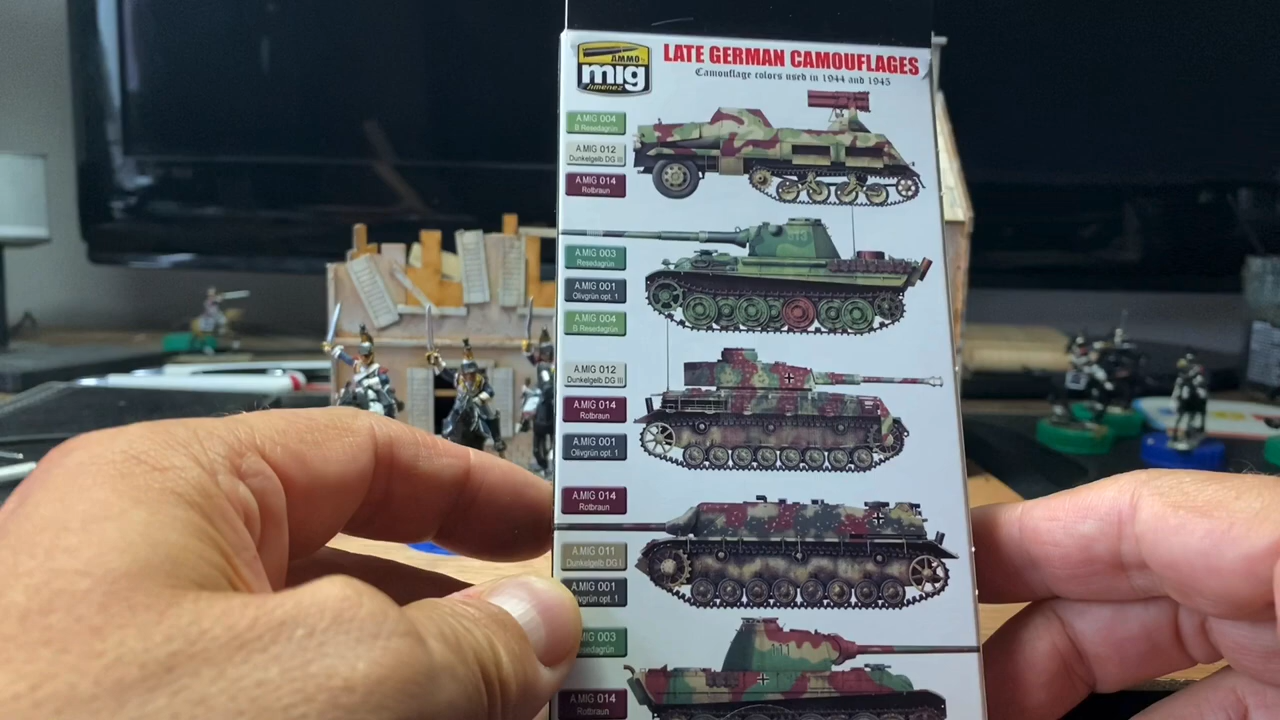 AMMO
mig
Jimenez
LATE GERMAN CAMOUFLAGES
Camouflage colors used in 1944 and 1945
A.MIG 004
B Resedagrün
A.MIG 012
Dunkelgelb DG III
A.MIG 014
Rotbraun
513
A.MIG 003
Resedagrün
A.MIG 001
Olivgrün opt. 1
A.MIG 004
B Resedagrün
A.MIG 012
Dunkelgelb DG III
A.MIG 014
Rotbraun
A.MIG 001
Olivgrün opt. 1
A.MIG 014
Rotbraun
A.MIG 011
Dunkelgelb DG I
A.MIG 001
ivgrün opt. 1
MIG 003
esedagrün
A.MIG 014
Rotbraun